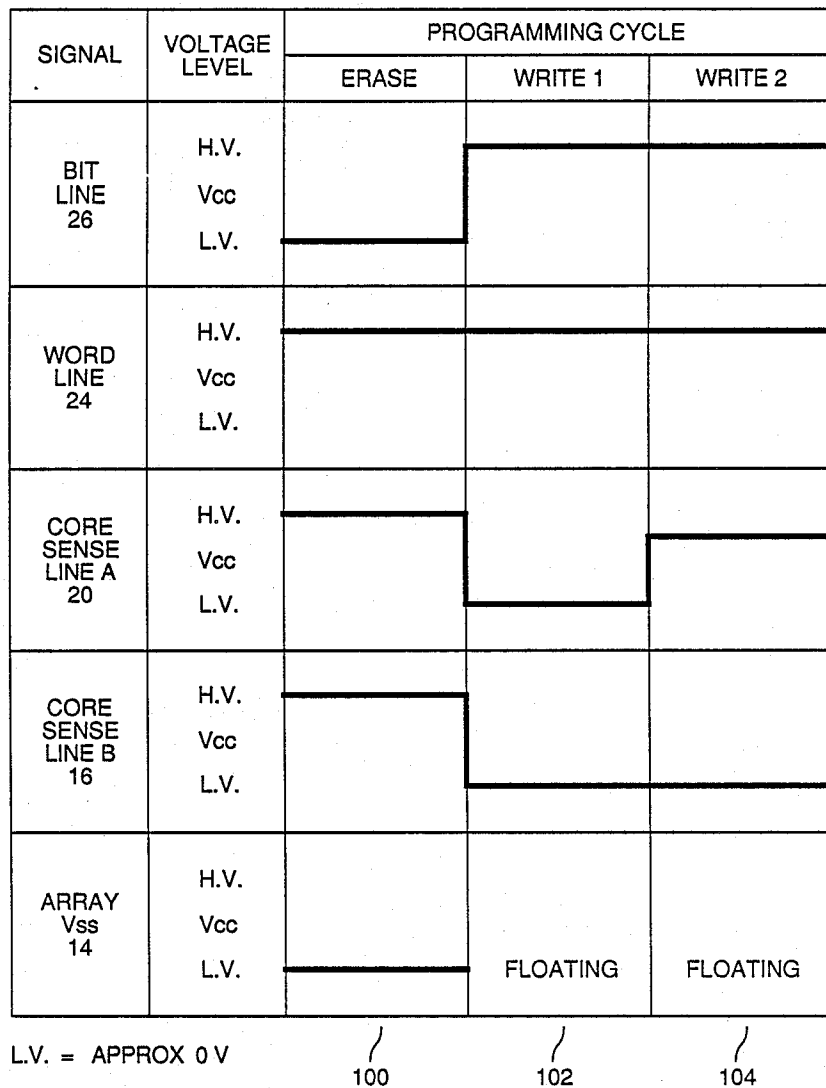 SIGNAL
VOLTAGE
LEVEL
PROGRAMMING CYCLE
ERASE
WRITE 1
WRITE 2
BIT
LINE
26
H.V.
Vcc
L.V.
WORD
LINE
24
H.V.
Vcc
L.V.
CORE
SENSE
LINE A
20
H.V.
Vcc
L.V.
CORE
SENSE
LINE B
16
H.V.
Vcc
L.V.
ARRAY
Vss
14
H.V.
Vcc
L.V.
FLOATING
FLOATING
L.V. = APPROX 0 V
100
102
104